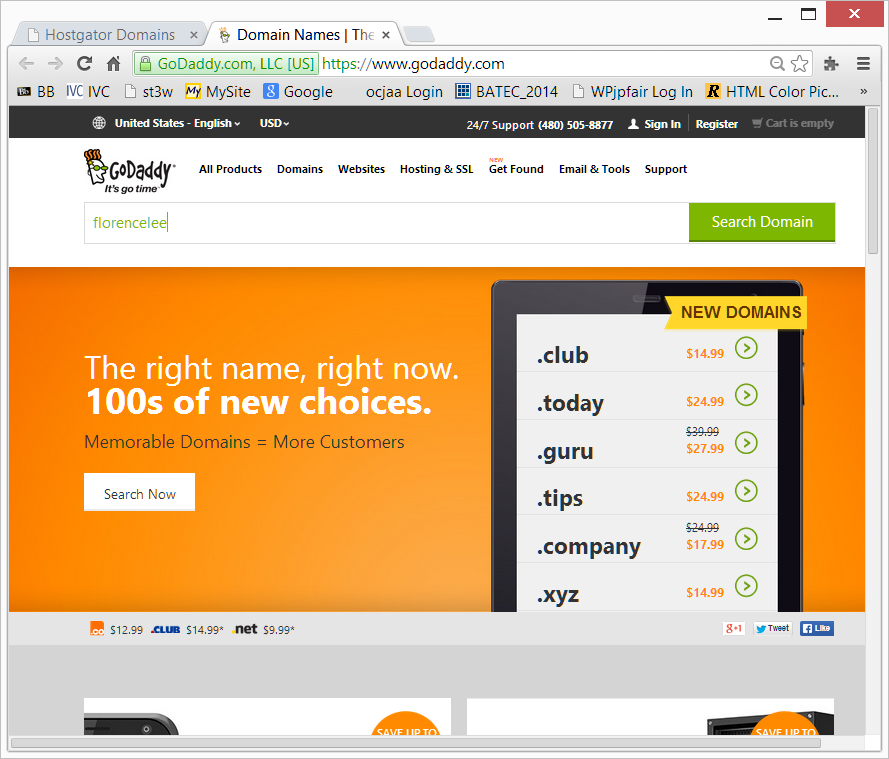 Hostgator Domains
Domain Names | The
GoDaddy.com, LLC [US] https://www.godaddy.com
BB IVC IVC st3w My MySite 8 Google ocjaa Login BATEC_2014 WPjpfair Log In R HTML Color Pic... »
United States - English USD 24/7 Support (480) 505-8877 Sign In Register Cart is empty
GoDaddy
It's go time
All Products Domains Websites Hosting & SSL NEW Get Found Email & Tools Support
florencelee Search Domain
NEW DOMAINS
The right name, right now.
100s of new choices.
Memorable Domains = More Customers
Search Now
.club $14.99
.today $24.99
.guru $39.99 $27.99
.tips $24.99
.company $24.99 $17.99
.xyz $14.99
.co $12.99 .CLUB $14.99* .net $9.99* g+1 Tweet Like
SAVE UP TO
SAVE UP TO